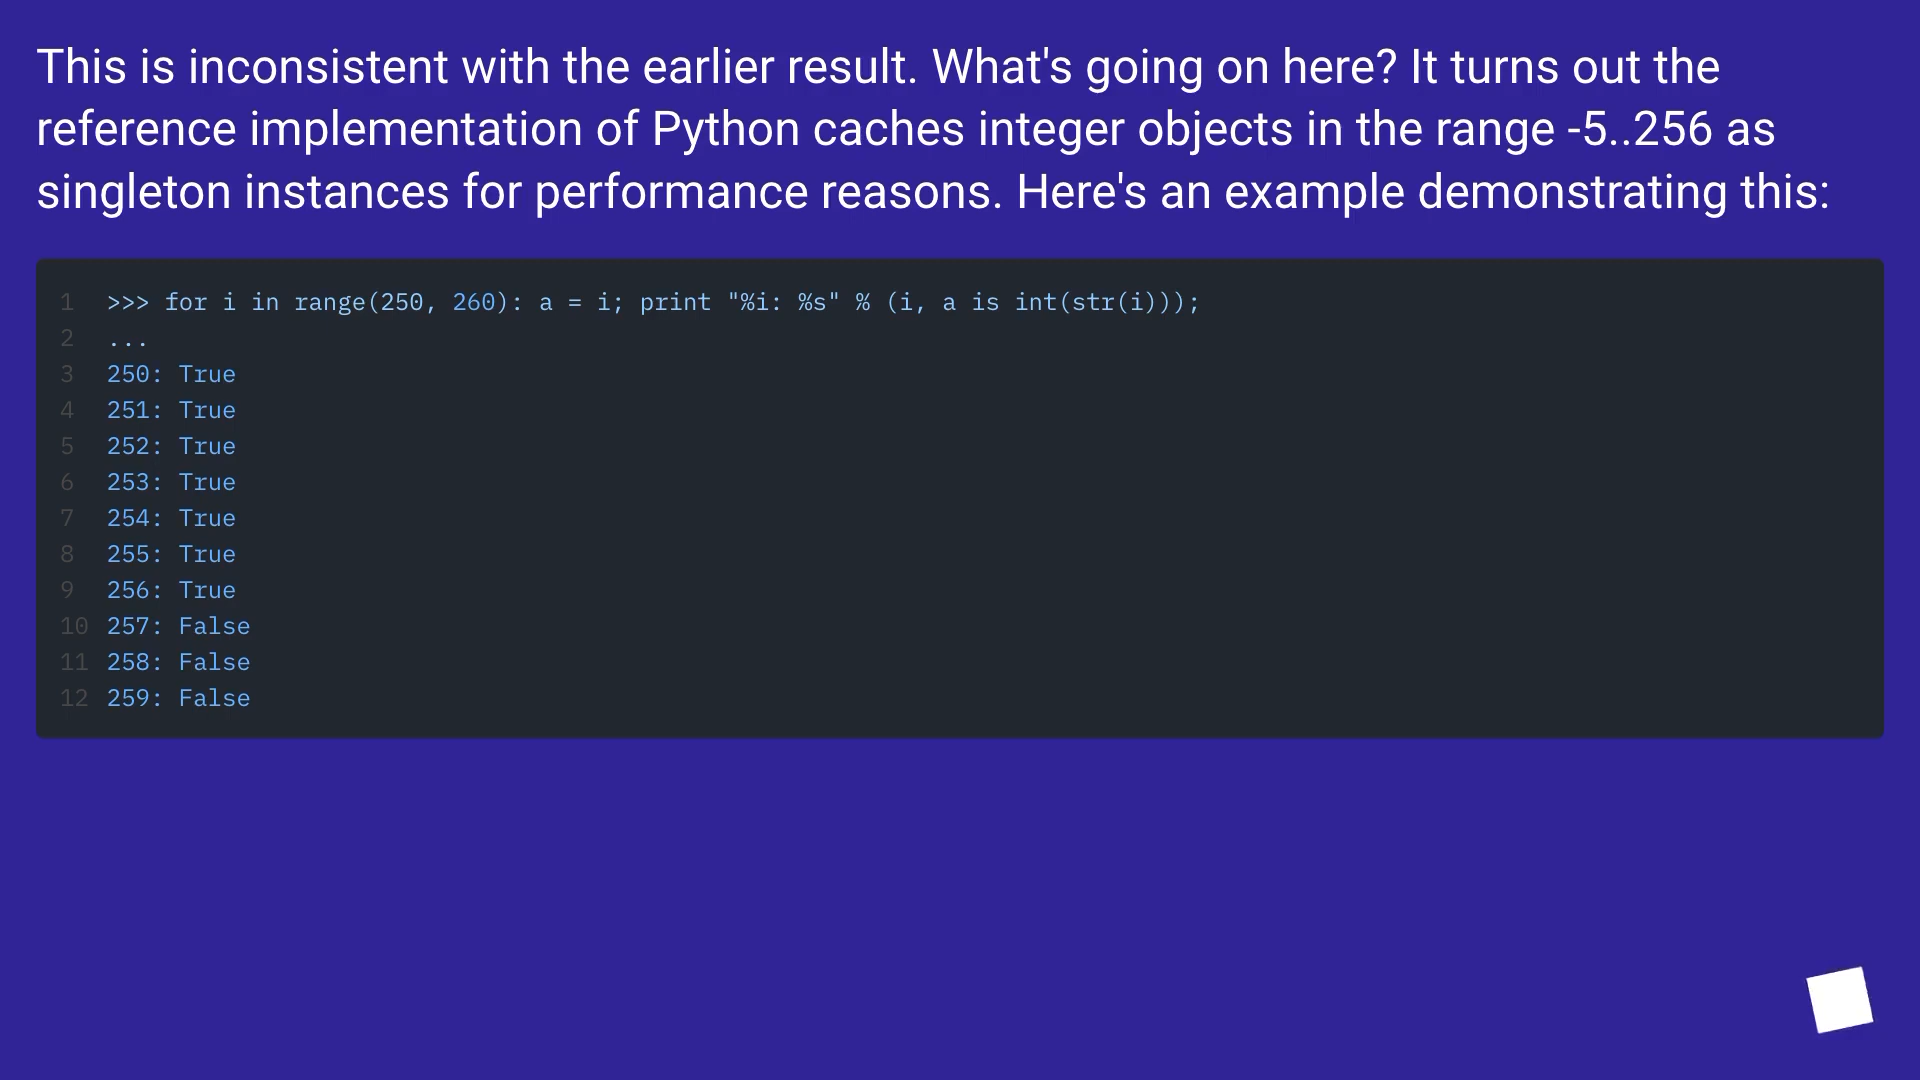 This is inconsistent with the earlier result. What's going on here? It turns out the
reference implementation of Python caches integer objects in the range -5..256 as
singleton instances for performance reasons. Here's an example demonstrating this:
1 >>> for i in range(250, 260): a = i; print "%i: %s" % (i, a is int(str(i)));
2 ...
3 250: True
4 251: True
5 252: True
6 253: True
7 254: True
8 255: True
9 256: True
10 257: False
11 258: False
12 259: False